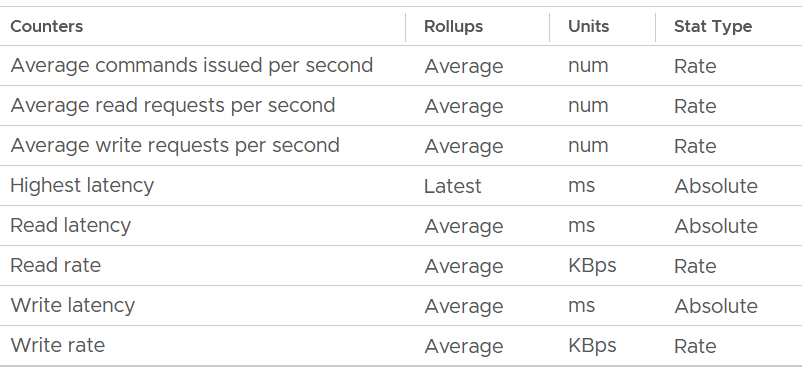 Counters Rollups Units Stat Type
Average commands issued per second Average num Rate
Average read requests per second Average num Rate
Average write requests per second Average num Rate
Highest latency Latest ms Absolute
Read latency Average ms Absolute
Read rate Average KBps Rate
Write latency Average ms Absolute
Write rate Average KBps Rate